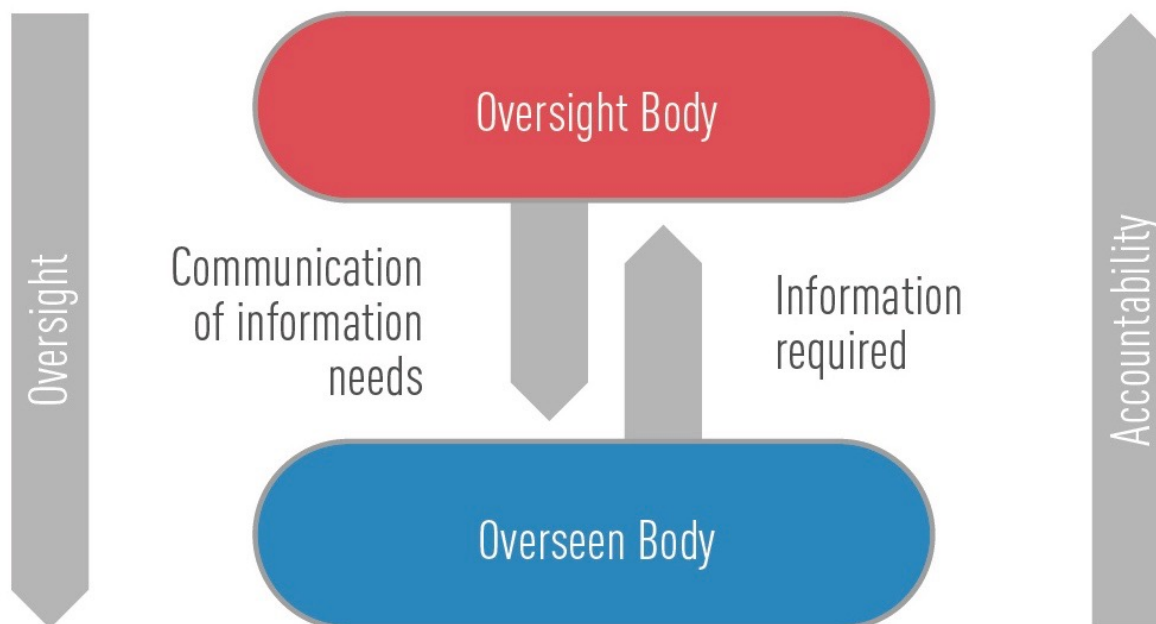 Oversight Body
Oversight
Communication
of information
needs
Information
required
Accountability
Overseen Body